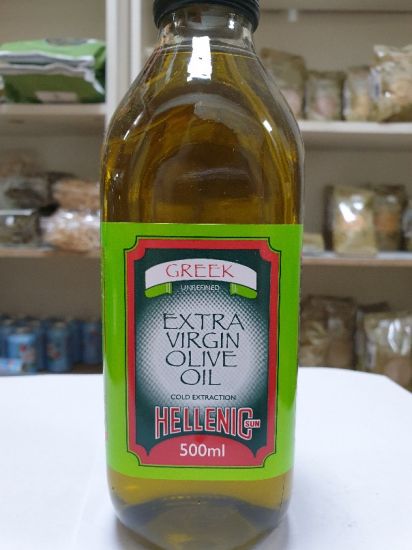 GREEK
UNREFINED
EXTRA
VIRGIN
OLIVE
OIL
COLD EXTRACTION
HELLENIC SUN
500ml